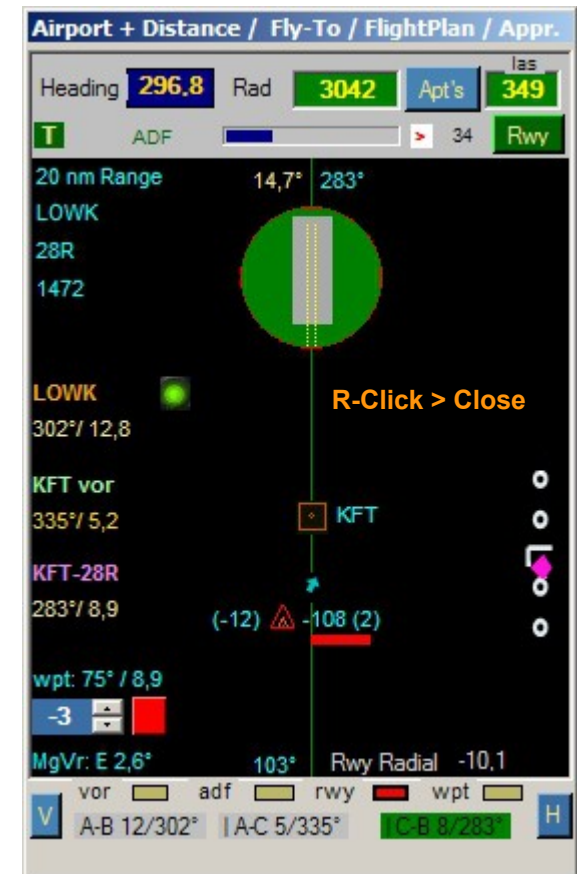 Airport + Distance / Fly-To / FlightPlan / Appr.
Heading 296.8 Rad 3042 Apt's Ias 349
T ADF > 34 Rwy
20 nm Range 14,7° 283°
LOWK
28R
1472
LOWK
R-Click > Close
302°/ 12,8
KFT vor
335°/ 5,2 KFT
KFT-28R
283°/ 8,9 (-12) -108 (2)
wpt: 75° / 8,9
-3
MgVr: E 2,6° 103° Rwy Radial -10,1
vor adf rwy wpt
V A-B 12/302° | A-C 5/335° | C-B 8/283° H